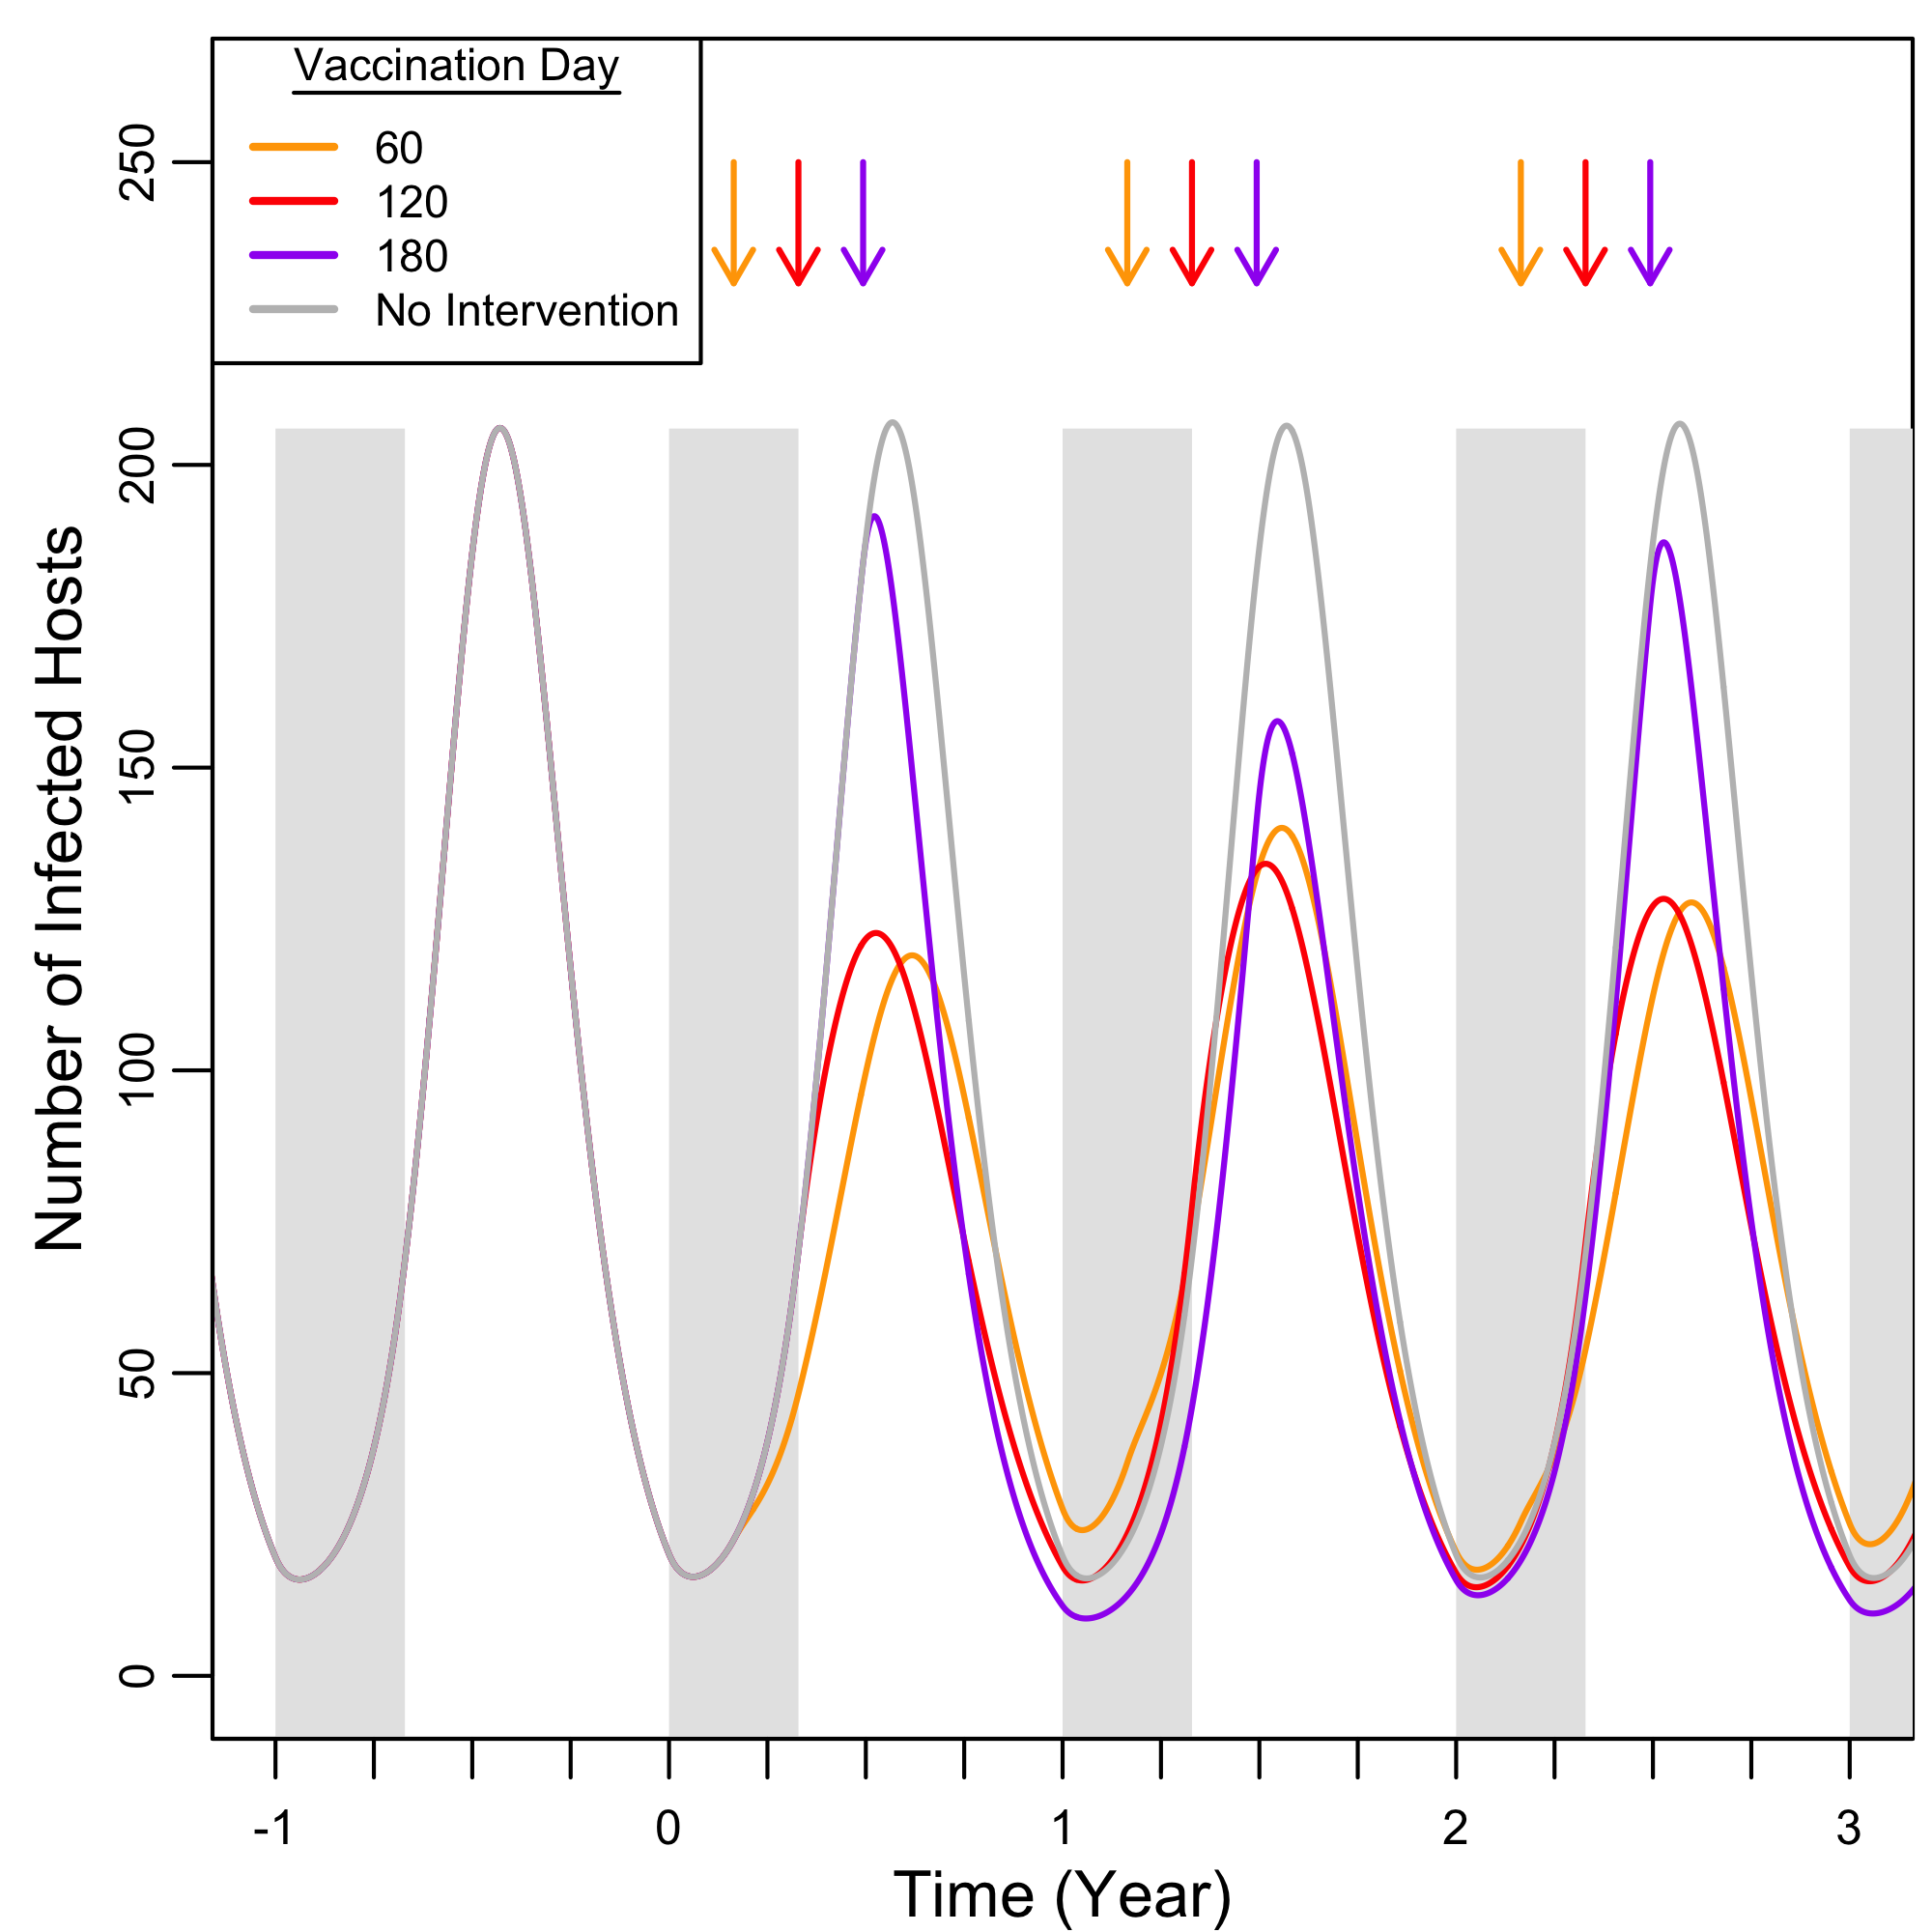 Vaccination Day
60
120
180
No Intervention
250
200
150
100
50
0
Number of Infected Hosts
-1 0 1 2 3
Time (Year)